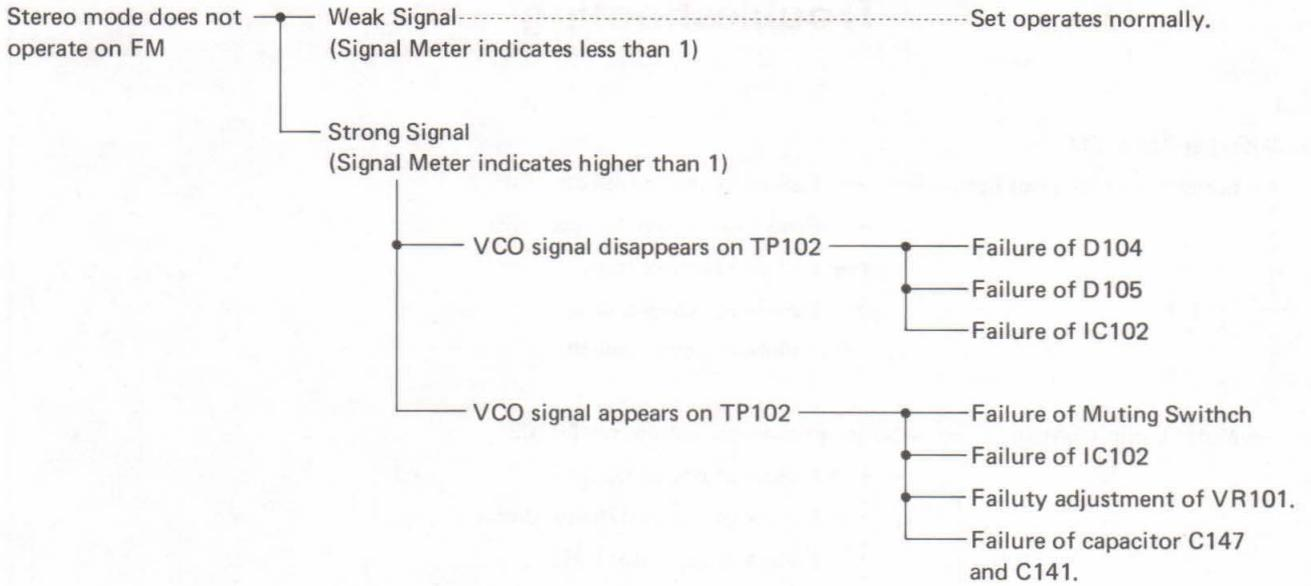 Stereo mode does not
operate on FM
Weak Signal
(Signal Meter indicates less than 1)
Set operates normally.
Strong Signal
(Signal Meter indicates higher than 1)
VCO signal disappears on TP102
Failure of D104
Failure of D105
Failure of IC102
VCO signal appears on TP102
Failure of Muting Swithch
Failure of IC102
Failuty adjustment of VR101.
Failure of capacitor C147
and C141.